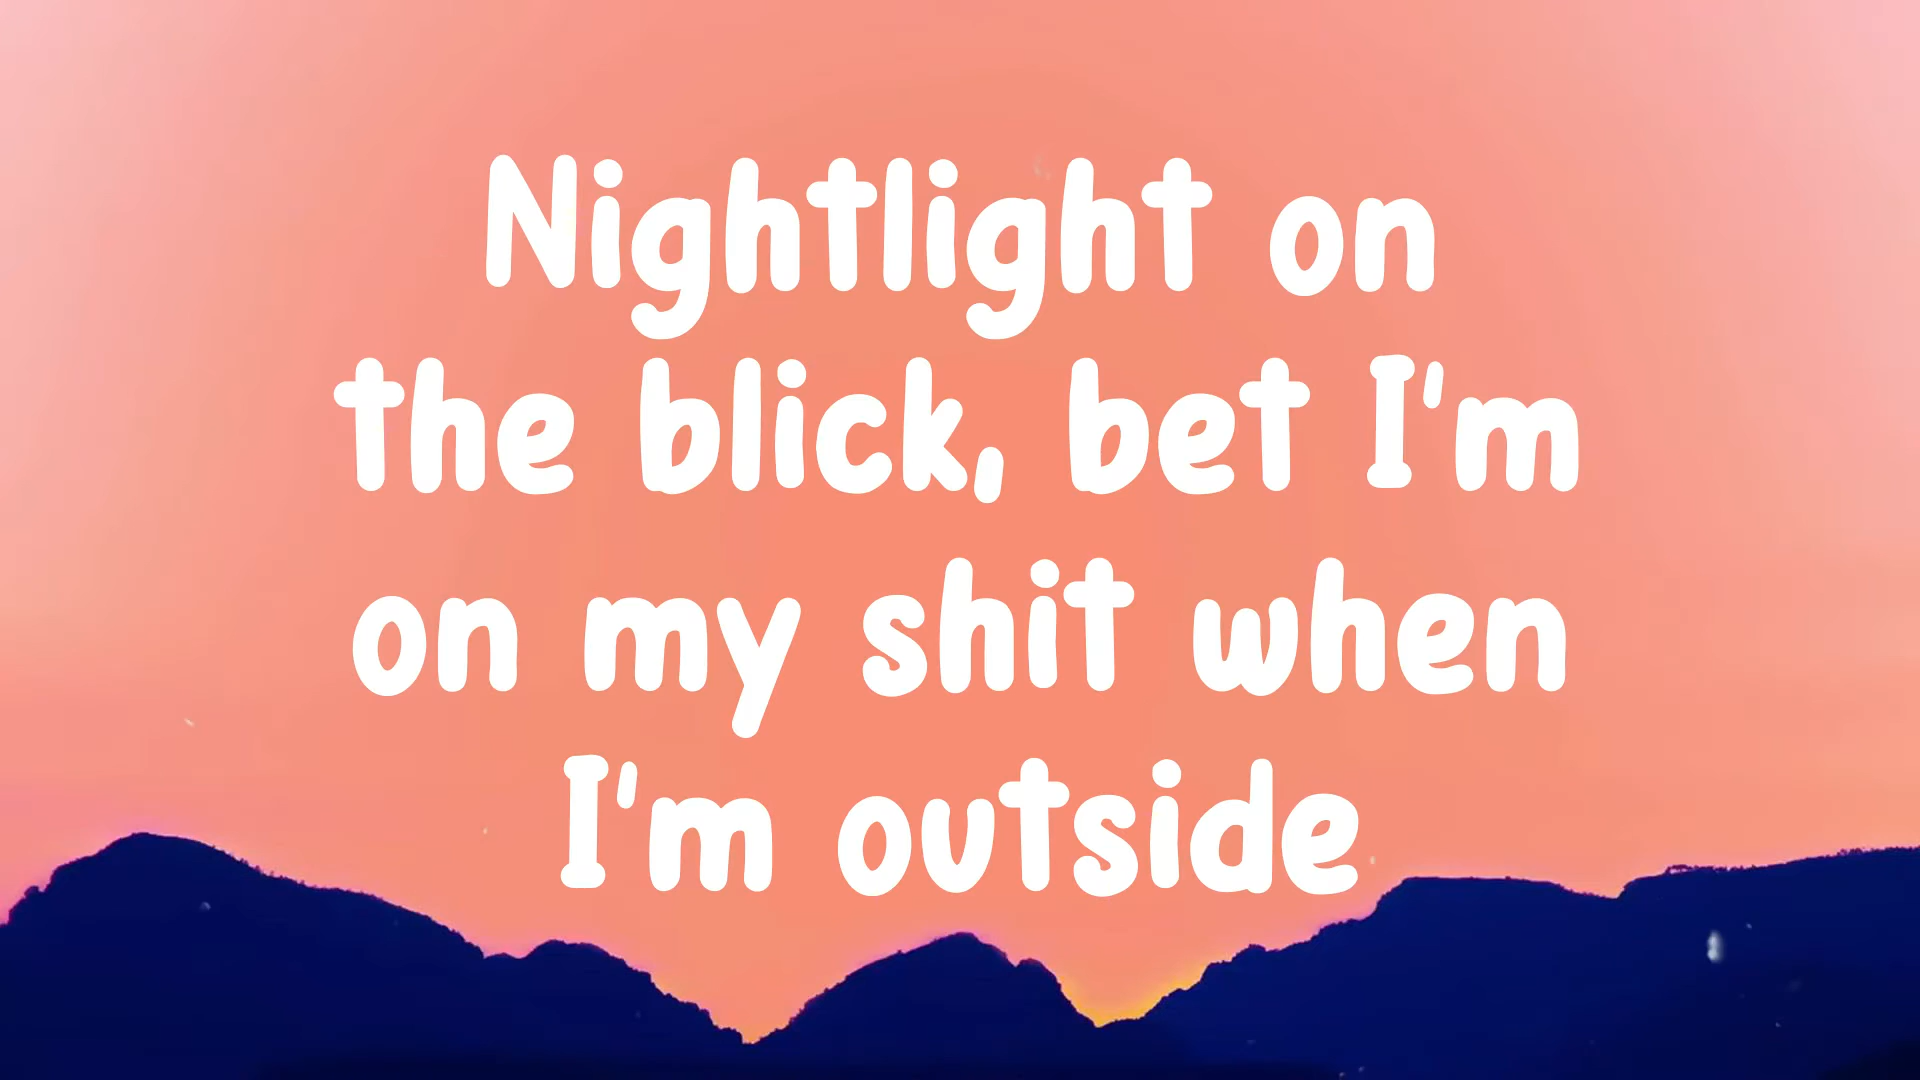 Nightlight on
the blick, bet I'm
on my shit when
I'm outside